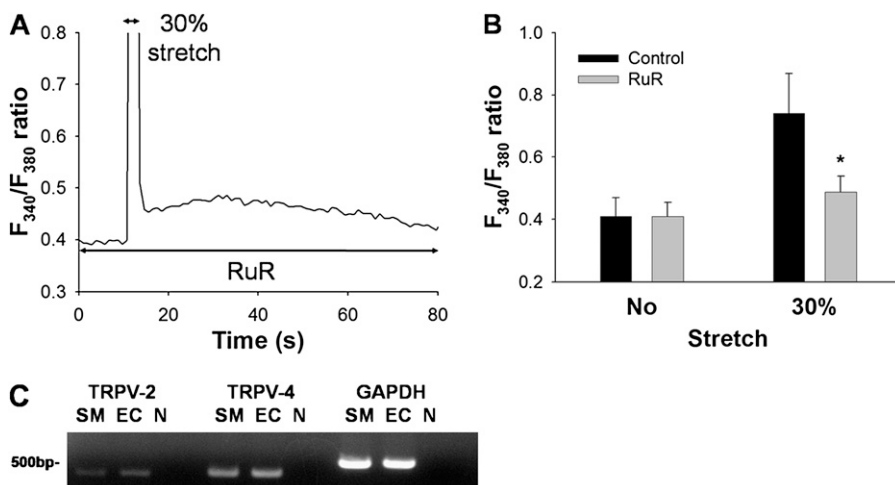 A
30%
stretch
0.8
0.7
0.6
0.5
0.4
0.3
F340/F380 ratio
RuR
0 20 40 60 80
Time (s)
B
1.0
0.8
0.6
0.4
0.2
F340/F380 ratio
Control
RuR
*
No 30%
Stretch
C
TRPV-2 TRPV-4 GAPDH
SM EC N SM EC N SM EC N
500bp-